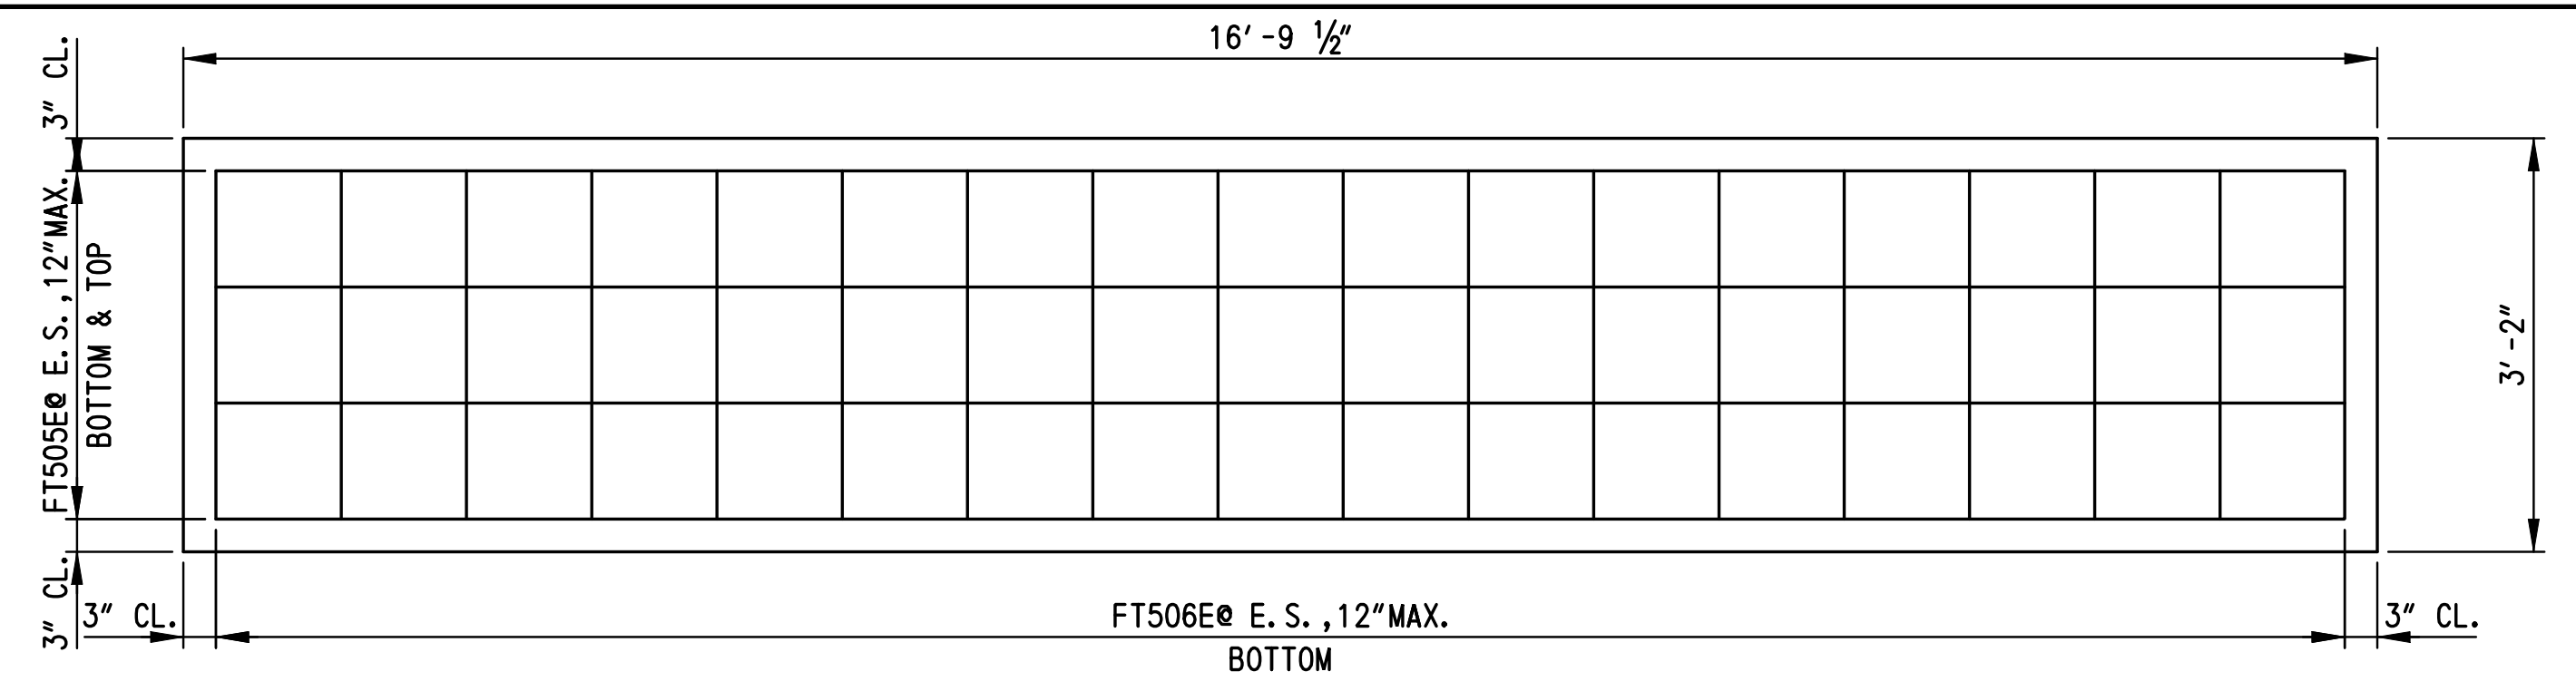 16'-9 1/2"
3" CL.
FT505E@ E.S.,12"MAX.
BOTTOM & TOP
3'-2"
3" CL.
3" CL.
FT506E@ E.S.,12"MAX.
BOTTOM
3" CL.